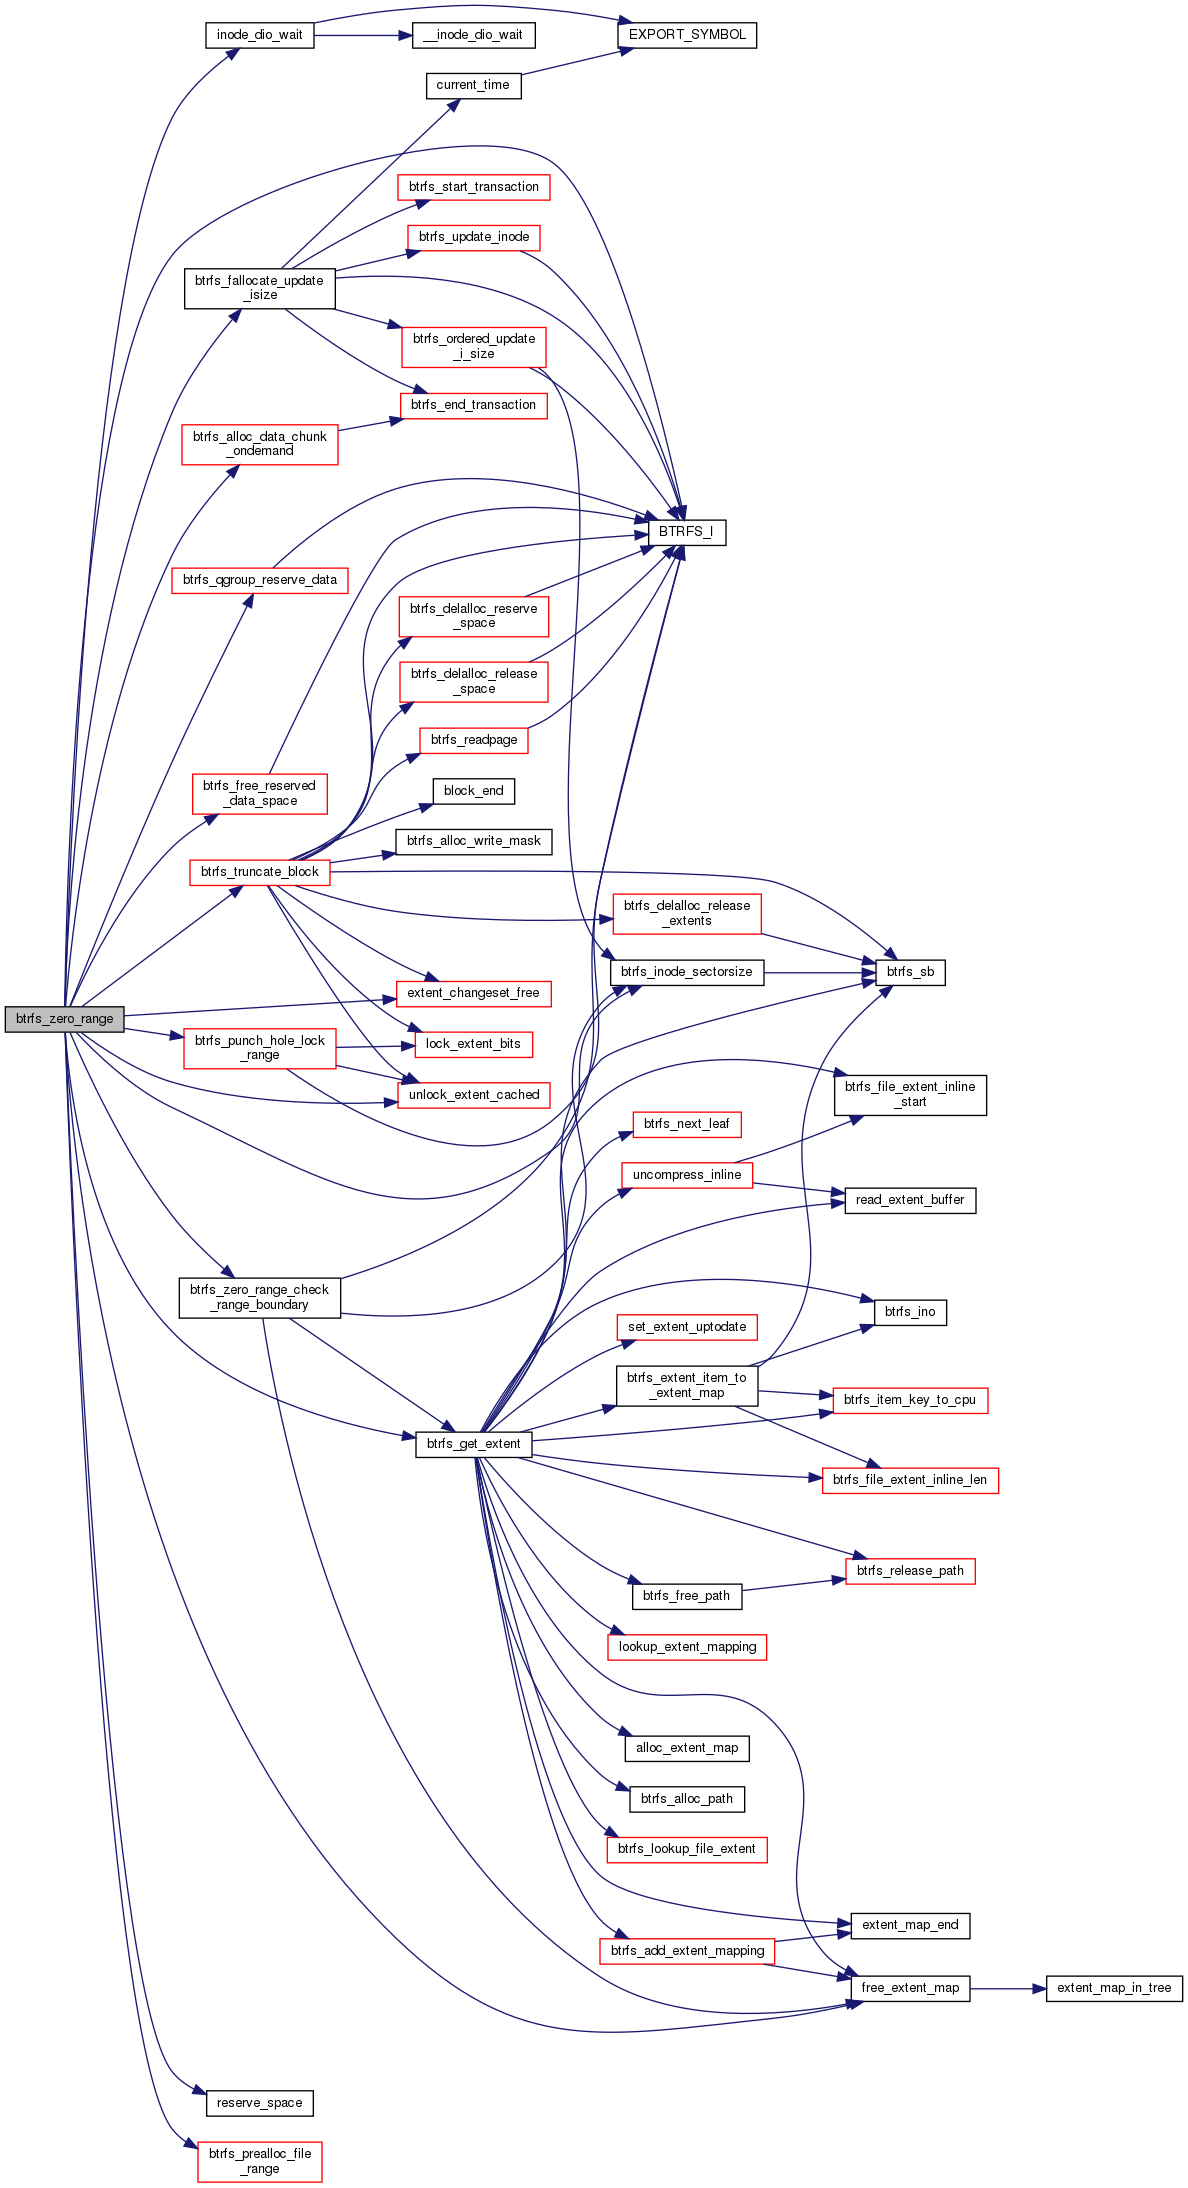 inode_dio_wait
__inode_dio_wait
EXPORT_SYMBOL
current_time
btrfs_start_transaction
btrfs_update_inode
btrfs_fallocate_update
_isize
btrfs_ordered_update
_i_size
btrfs_end_transaction
btrfs_alloc_data_chunk
_ondemand
BTRFS_I
btrfs_qgroup_reserve_data
btrfs_delalloc_reserve
_space
btrfs_delalloc_release
_space
btrfs_readpage
btrfs_free_reserved
_data_space
block_end
btrfs_alloc_write_mask
btrfs_truncate_block
btrfs_delalloc_release
_extents
btrfs_inode_sectorsize
btrfs_sb
extent_changeset_free
btrfs_zero_range
btrfs_punch_hole_lock
_range
lock_extent_bits
unlock_extent_cached
btrfs_file_extent_inline
_start
btrfs_next_leaf
uncompress_inline
read_extent_buffer
btrfs_zero_range_check
_range_boundary
btrfs_ino
set_extent_uptodate
btrfs_extent_item_to
_extent_map
btrfs_item_key_to_cpu
btrfs_get_extent
btrfs_file_extent_inline_len
btrfs_release_path
btrfs_free_path
lookup_extent_mapping
alloc_extent_map
btrfs_alloc_path
btrfs_lookup_file_extent
extent_map_end
btrfs_add_extent_mapping
free_extent_map
extent_map_in_tree
reserve_space
btrfs_prealloc_file
_range